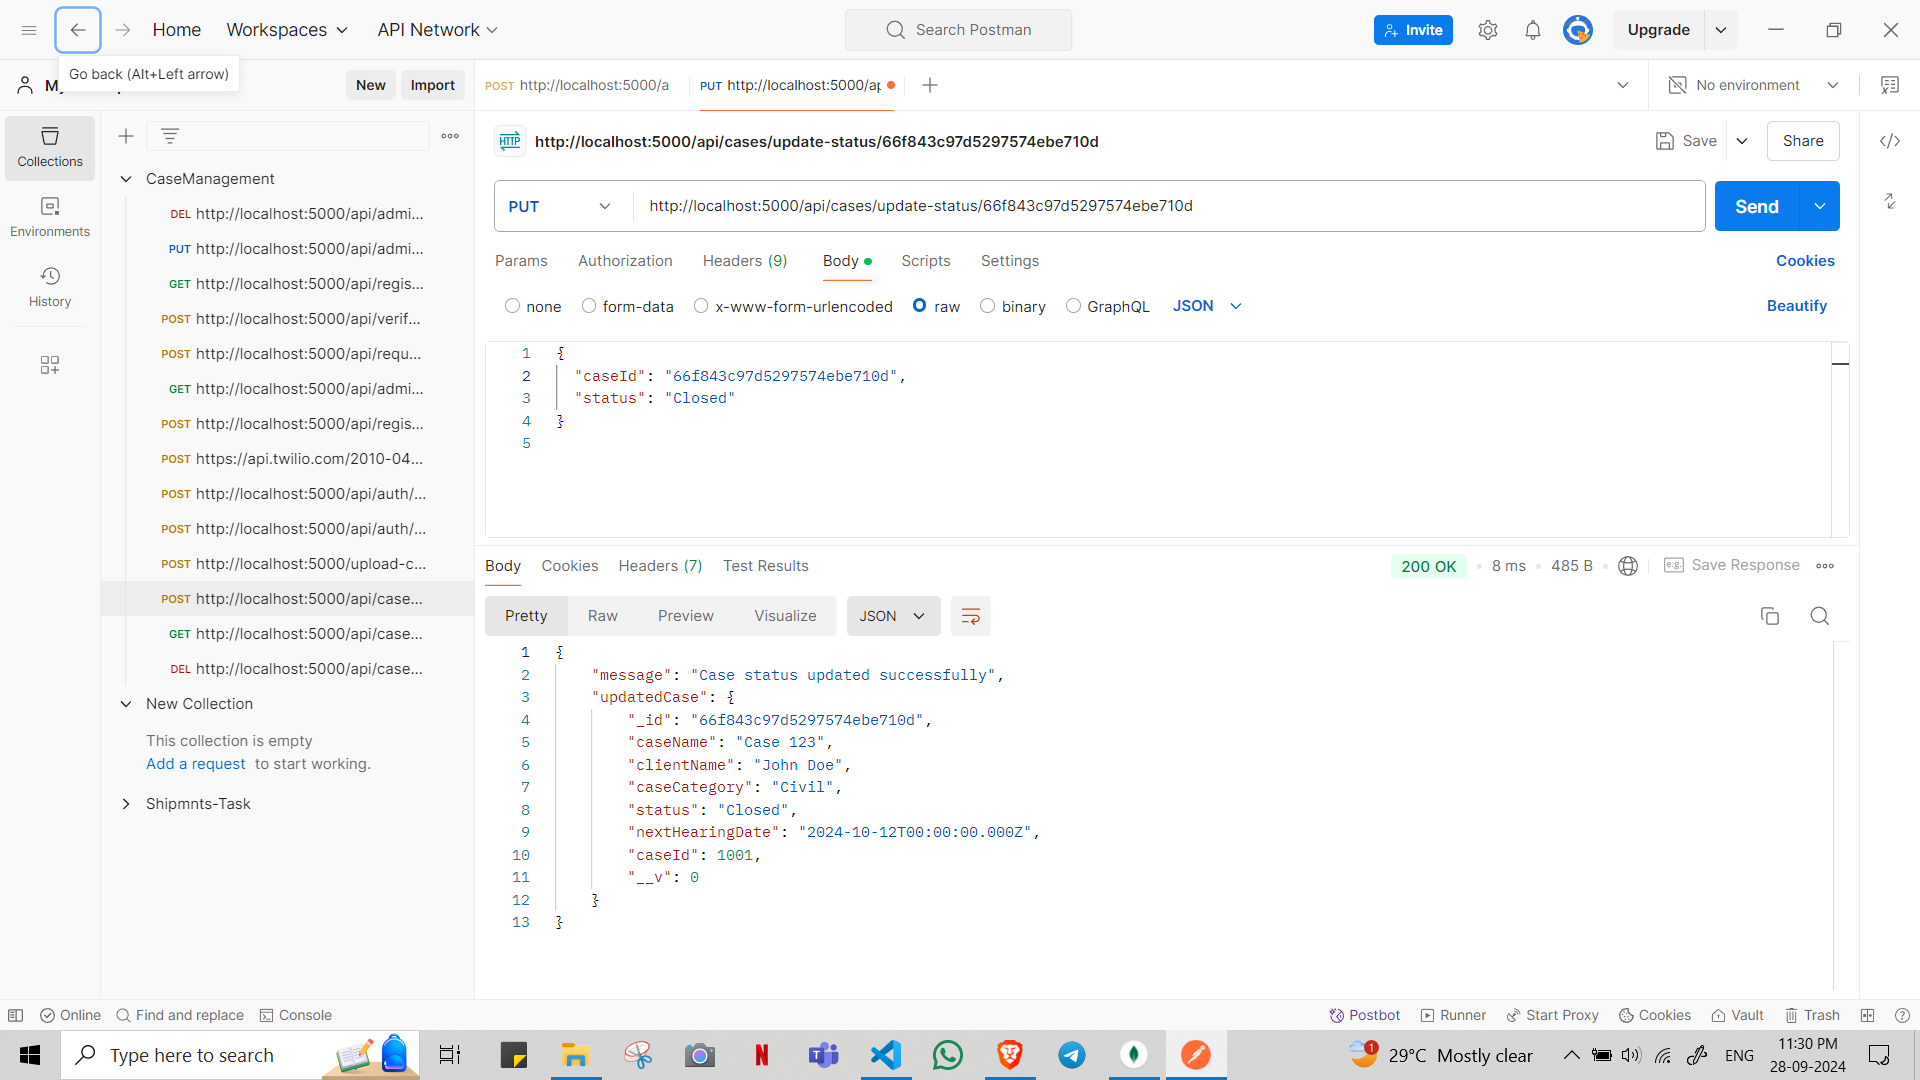 Home
Workspaces
API Network
Search Postman
Invite
Upgrade
Go back (Alt+Left arrow)
New
Import
POST http://localhost:5000/a
PUT http://localhost:5000/ap
No environment
Collections
Environments
History
CaseManagement
DEL http://localhost:5000/api/admi...
PUT http://localhost:5000/api/admi...
GET http://localhost:5000/api/regis...
POST http://localhost:5000/api/verif...
POST http://localhost:5000/api/requ...
GET http://localhost:5000/api/admi...
POST http://localhost:5000/api/regis...
POST https://api.twilio.com/2010-04...
POST http://localhost:5000/api/auth/...
POST http://localhost:5000/api/auth/...
POST http://localhost:5000/upload-c...
POST http://localhost:5000/api/case...
GET http://localhost:5000/api/case...
DEL http://localhost:5000/api/case...
New Collection
This collection is empty
Add a request to start working.
Shipmnts-Task
HTTP http://localhost:5000/api/cases/update-status/66f843c97d5297574ebe710d
Save
Share
PUT http://localhost:5000/api/cases/update-status/66f843c97d5297574ebe710d
Send
Params Authorization Headers (9) Body Scripts Settings
Cookies
none form-data x-www-form-urlencoded raw binary GraphQL JSON
Beautify
1 {
2 "caseId": "66f843c97d5297574ebe710d",
3 "status": "Closed"
4 }
5
Body Cookies Headers (7) Test Results
200 OK 8 ms 485 B e.g. Save Response
Pretty Raw Preview Visualize JSON
1 {
2 "message": "Case status updated successfully",
3 "updatedCase": {
4 "_id": "66f843c97d5297574ebe710d",
5 "caseName": "Case 123",
6 "clientName": "John Doe",
7 "caseCategory": "Civil",
8 "status": "Closed",
9 "nextHearingDate": "2024-10-12T00:00:00.000Z",
10 "caseId": 1001,
11 "__v": 0
12 }
13 }
Online Find and replace Console
Postbot Runner Start Proxy Cookies Vault Trash
Type here to search
1
29°C Mostly clear
ENG
11:30 PM
28-09-2024